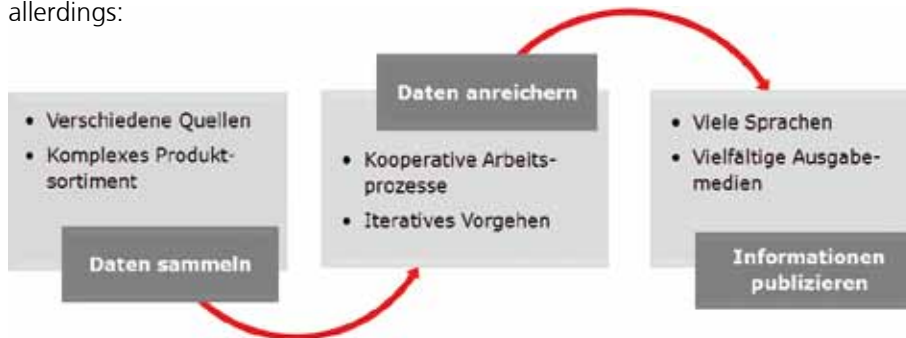 allerdings:
• Verschiedene Quellen
• Komplexes Produkt-
sortiment
Daten sammeln
Daten anreichern
• Kooperative Arbeits-
prozesse
• Iteratives Vorgehen
• Viele Sprachen
• Vielfältige Ausgabe-
medien
Informationen
publizieren